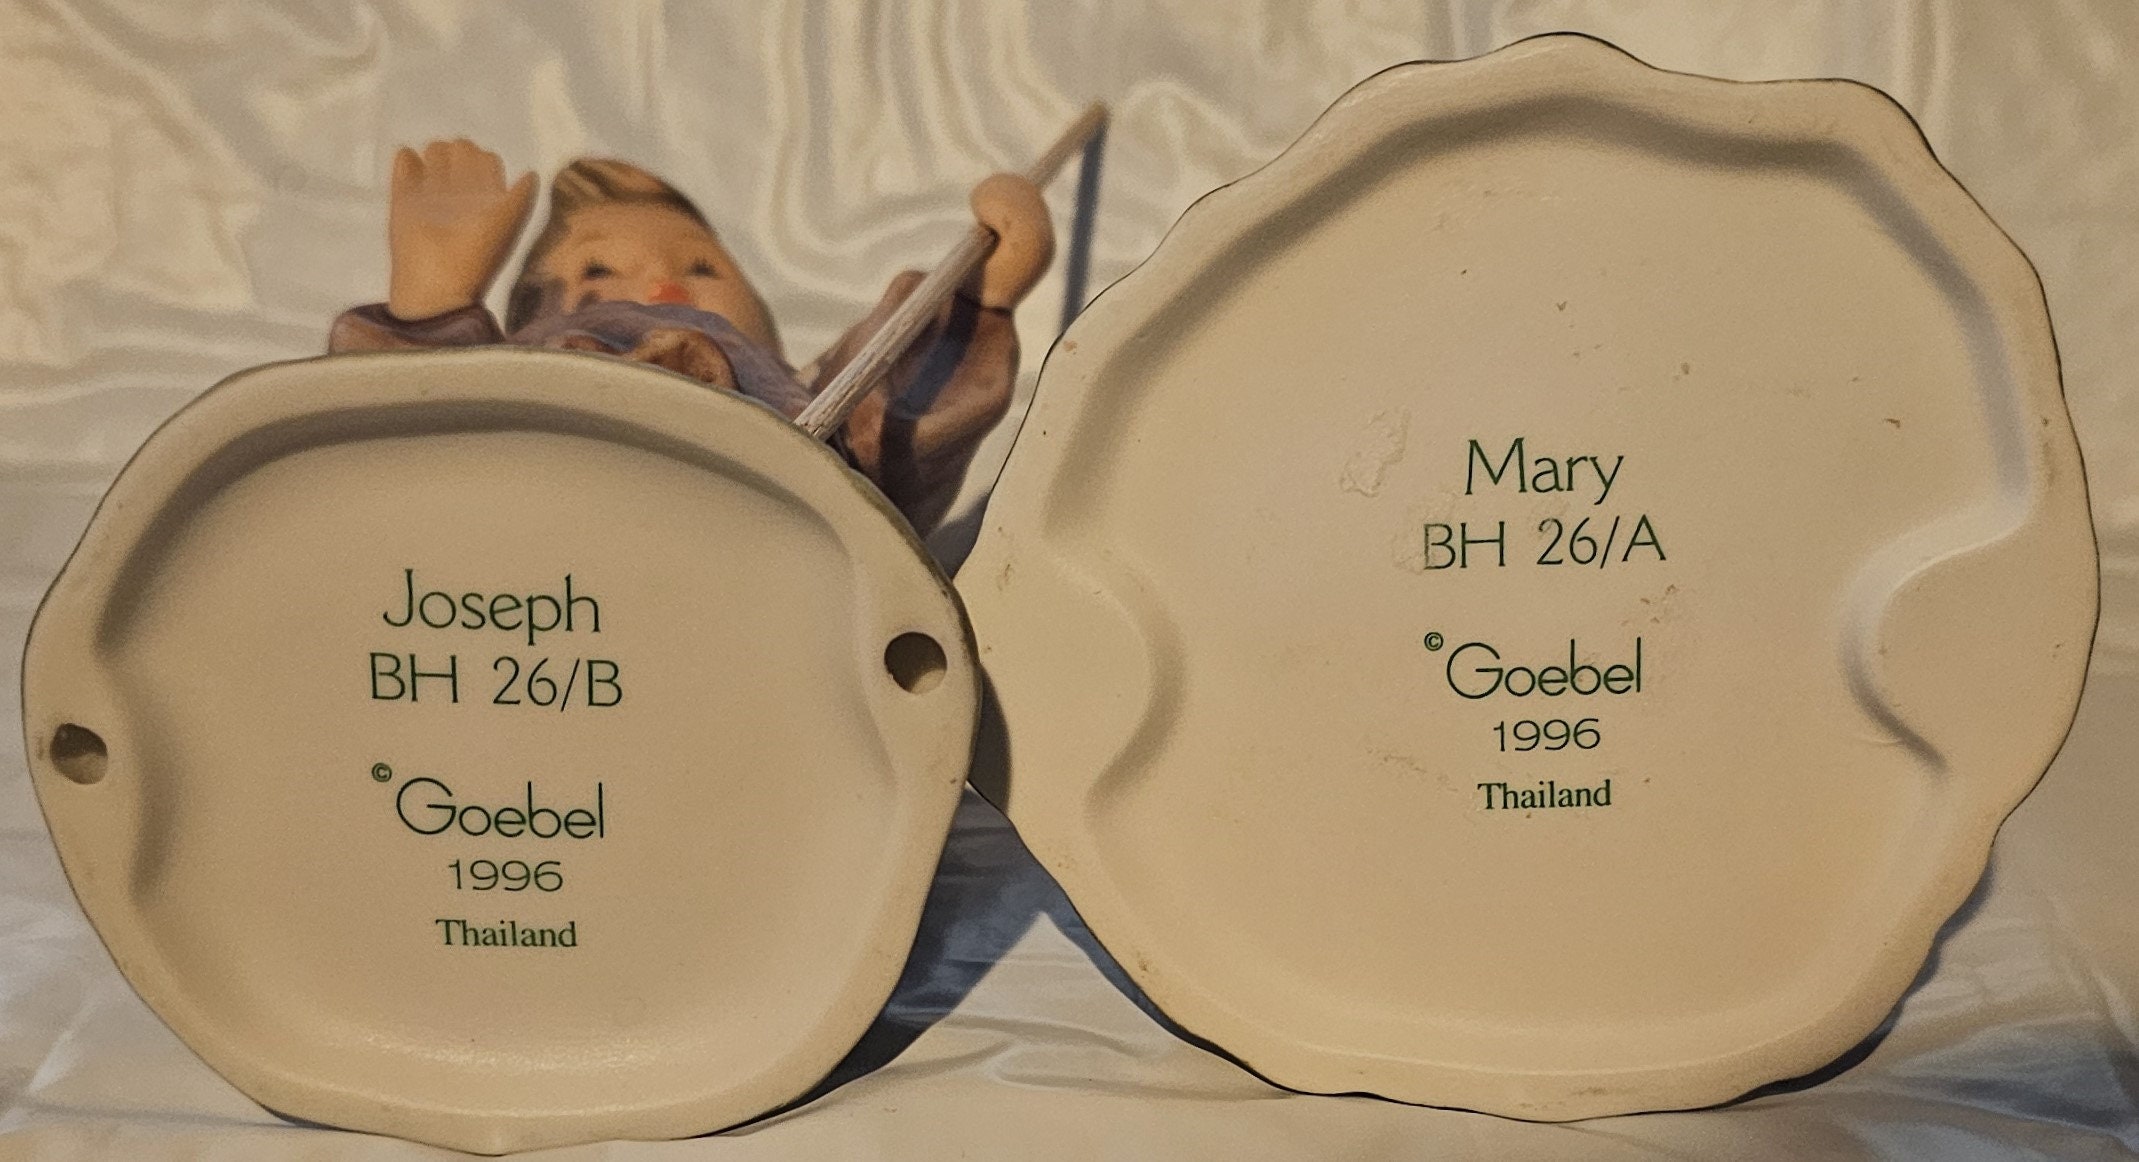 Joseph
BH 26/B
© Goebel
1996
Thailand
Mary
BH 26/A
© Goebel
1996
Thailand